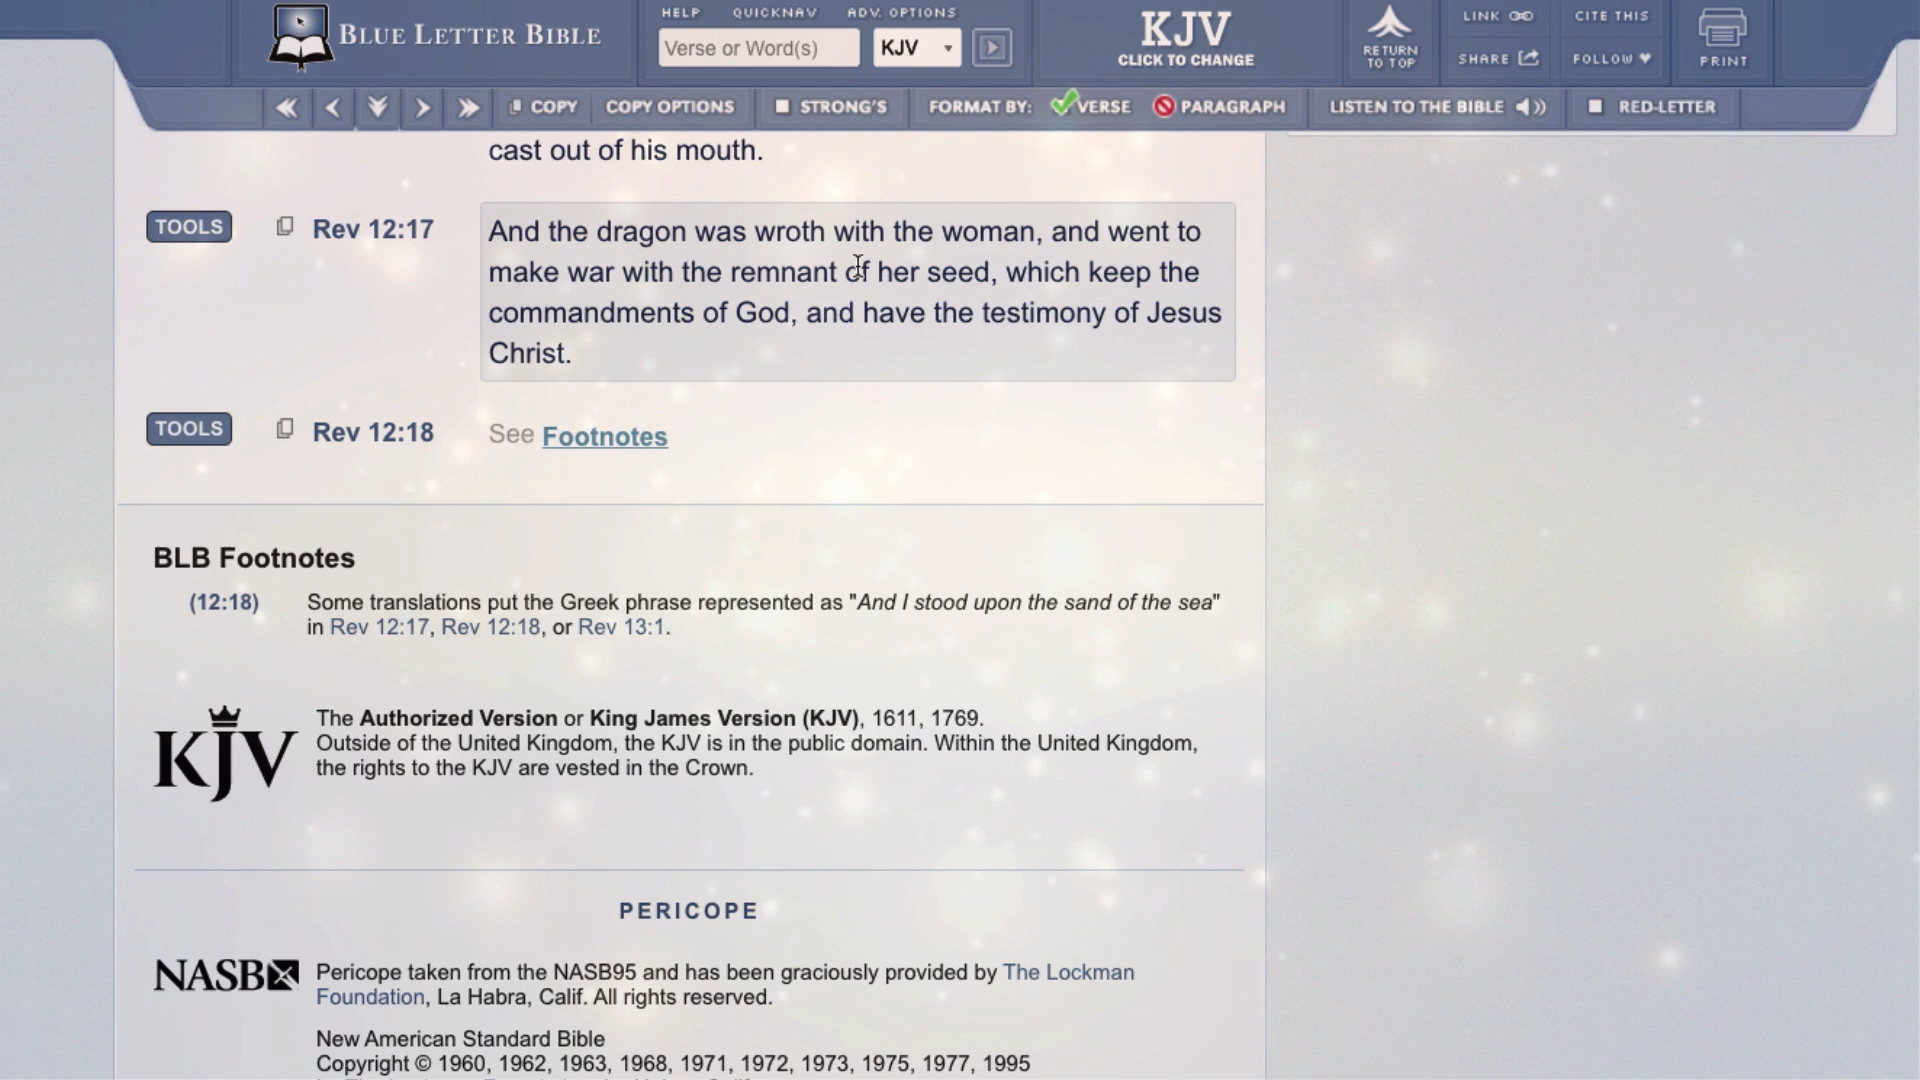 BLUE LETTER BIBLE
HELP QUICKNAV ADV. OPTIONS
Verse or Word(s) KJV
KJV
CLICK TO CHANGE
RETURN
TO TOP
LINK
SHARE
CITE THIS
FOLLOW
PRINT
COPY COPY OPTIONS STRONG'S FORMAT BY: VERSE PARAGRAPH LISTEN TO THE BIBLE RED-LETTER
cast out of his mouth.
TOOLS Rev 12:17 And the dragon was wroth with the woman, and went to
make war with the remnant of her seed, which keep the
commandments of God, and have the testimony of Jesus
Christ.
TOOLS Rev 12:18 See Footnotes
BLB Footnotes
(12:18) Some translations put the Greek phrase represented as "And I stood upon the sand of the sea"
in Rev 12:17, Rev 12:18, or Rev 13:1.
KJV
The Authorized Version or King James Version (KJV), 1611, 1769.
Outside of the United Kingdom, the KJV is in the public domain. Within the United Kingdom,
the rights to the KJV are vested in the Crown.
PERICOPE
NASB
Pericope taken from the NASB95 and has been graciously provided by The Lockman
Foundation, La Habra, Calif. All rights reserved.
New American Standard Bible
Copyright © 1960, 1962, 1963, 1968, 1971, 1972, 1973, 1975, 1977, 1995